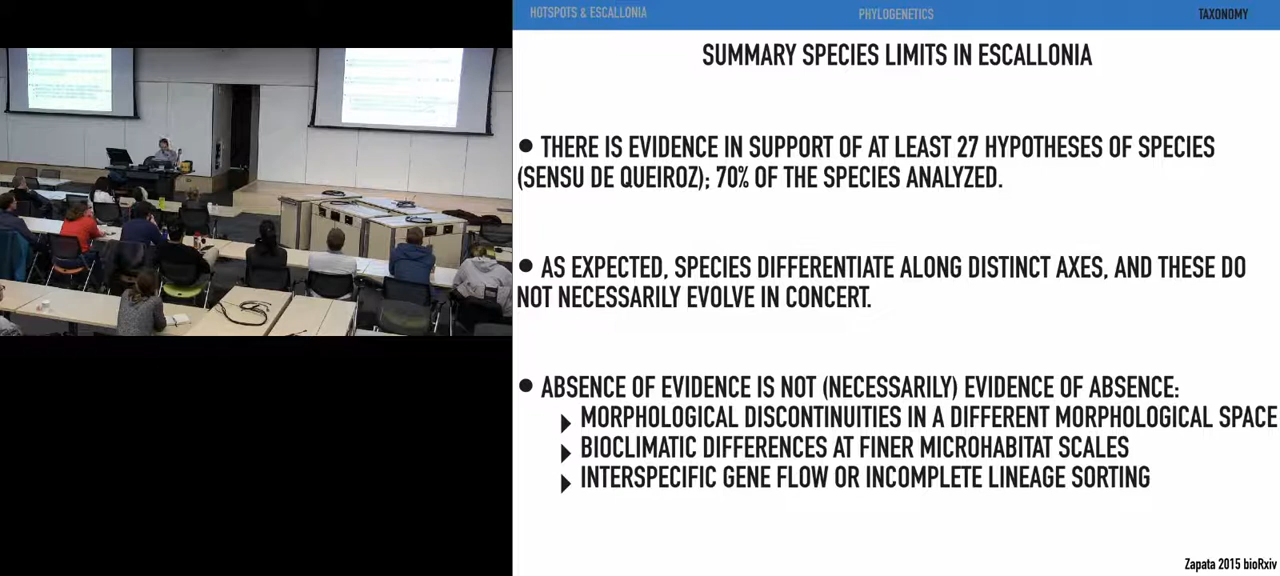 HOTSPOTS & ESCALLONIA
PHYLOGENETICS
TAXONOMY
SUMMARY SPECIES LIMITS IN ESCALLONIA
● THERE IS EVIDENCE IN SUPPORT OF AT LEAST 27 HYPOTHESES OF SPECIES
(SENSU DE QUEIROZ); 70% OF THE SPECIES ANALYZED.
● AS EXPECTED, SPECIES DIFFERENTIATE ALONG DISTINCT AXES, AND THESE DO
NOT NECESSARILY EVOLVE IN CONCERT.
● ABSENCE OF EVIDENCE IS NOT (NECESSARILY) EVIDENCE OF ABSENCE:
MORPHOLOGICAL DISCONTINUITIES IN A DIFFERENT MORPHOLOGICAL SPACE
BIOCLIMATIC DIFFERENCES AT FINER MICROHABITAT SCALES
INTERSPECIFIC GENE FLOW OR INCOMPLETE LINEAGE SORTING
Zapata 2015 bioRxiv